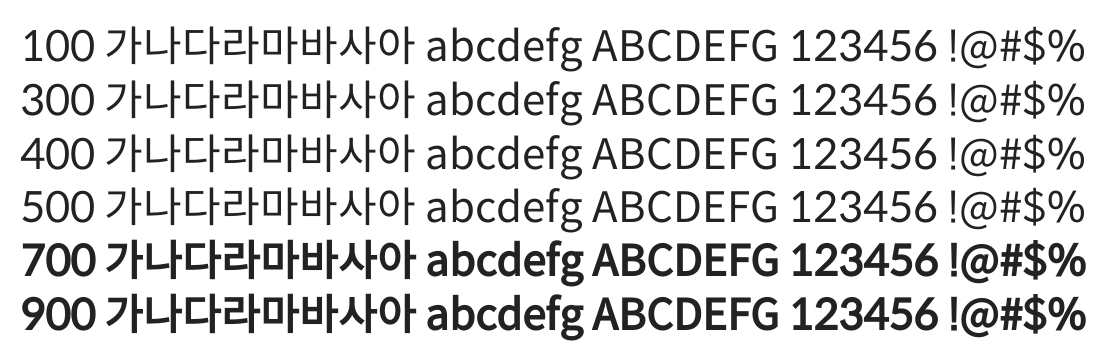 100 가나다라마바사아 abcdefg ABCDEFG 123456 !@#$%
300 가나다라마바사아 abcdefg ABCDEFG 123456 !@#$%
400 가나다라마바사아 abcdefg ABCDEFG 123456 !@#$%
500 가나다라마바사아 abcdefg ABCDEFG 123456 !@#$%
700 가나다라마바사아 abcdefg ABCDEFG 123456 !@#$%
900 가나다라마바사아 abcdefg ABCDEFG 123456 !@#$%